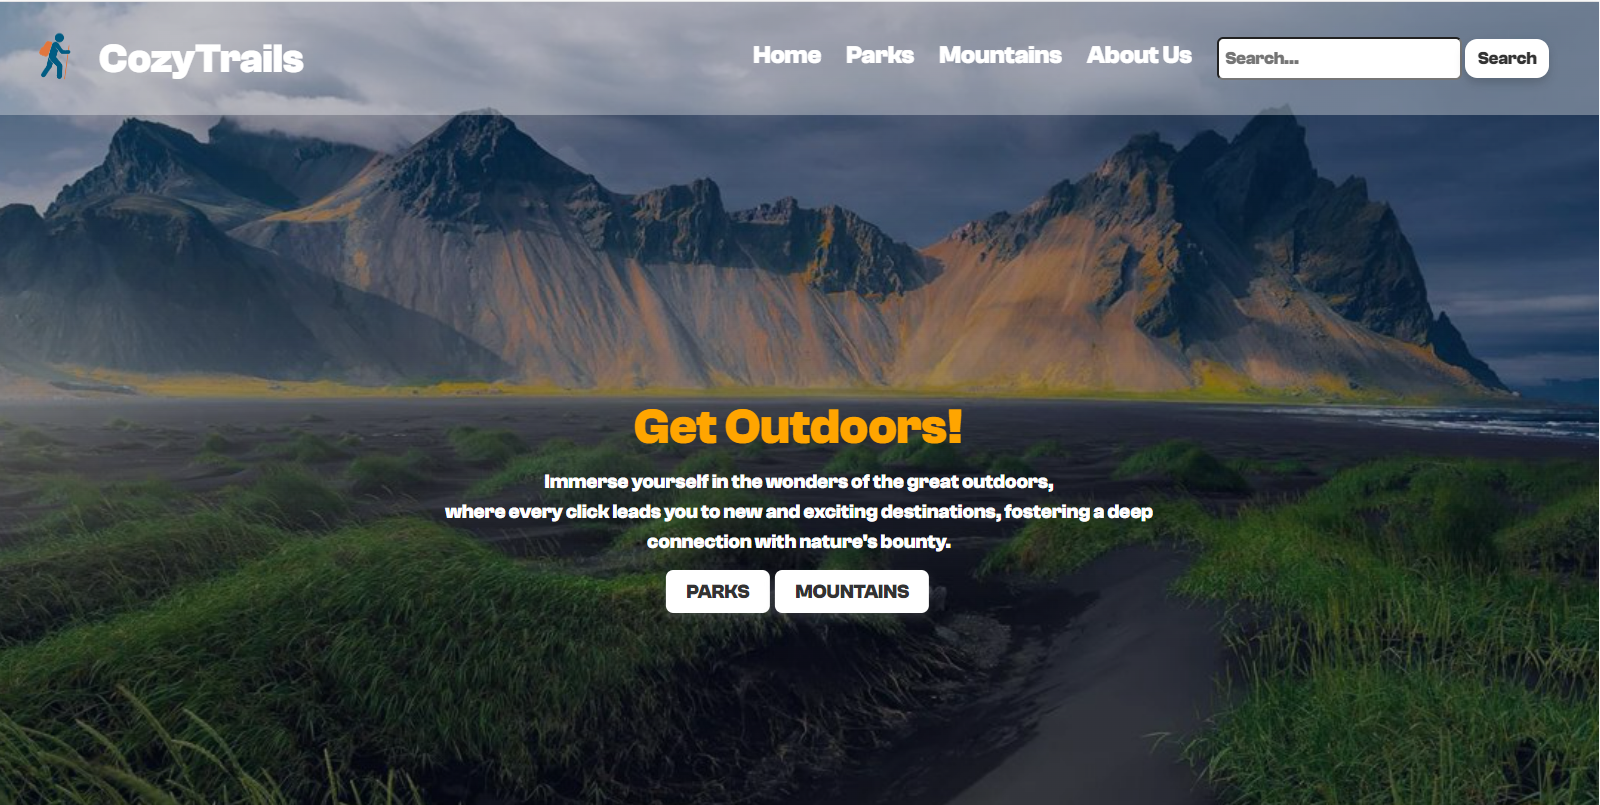 CozyTrails
Home
Parks
Mountains
About Us
Search...
Search
Get Outdoors!
Immerse yourself in the wonders of the great outdoors,
where every click leads you to new and exciting destinations, fostering a deep
connection with nature's bounty.
PARKS
MOUNTAINS